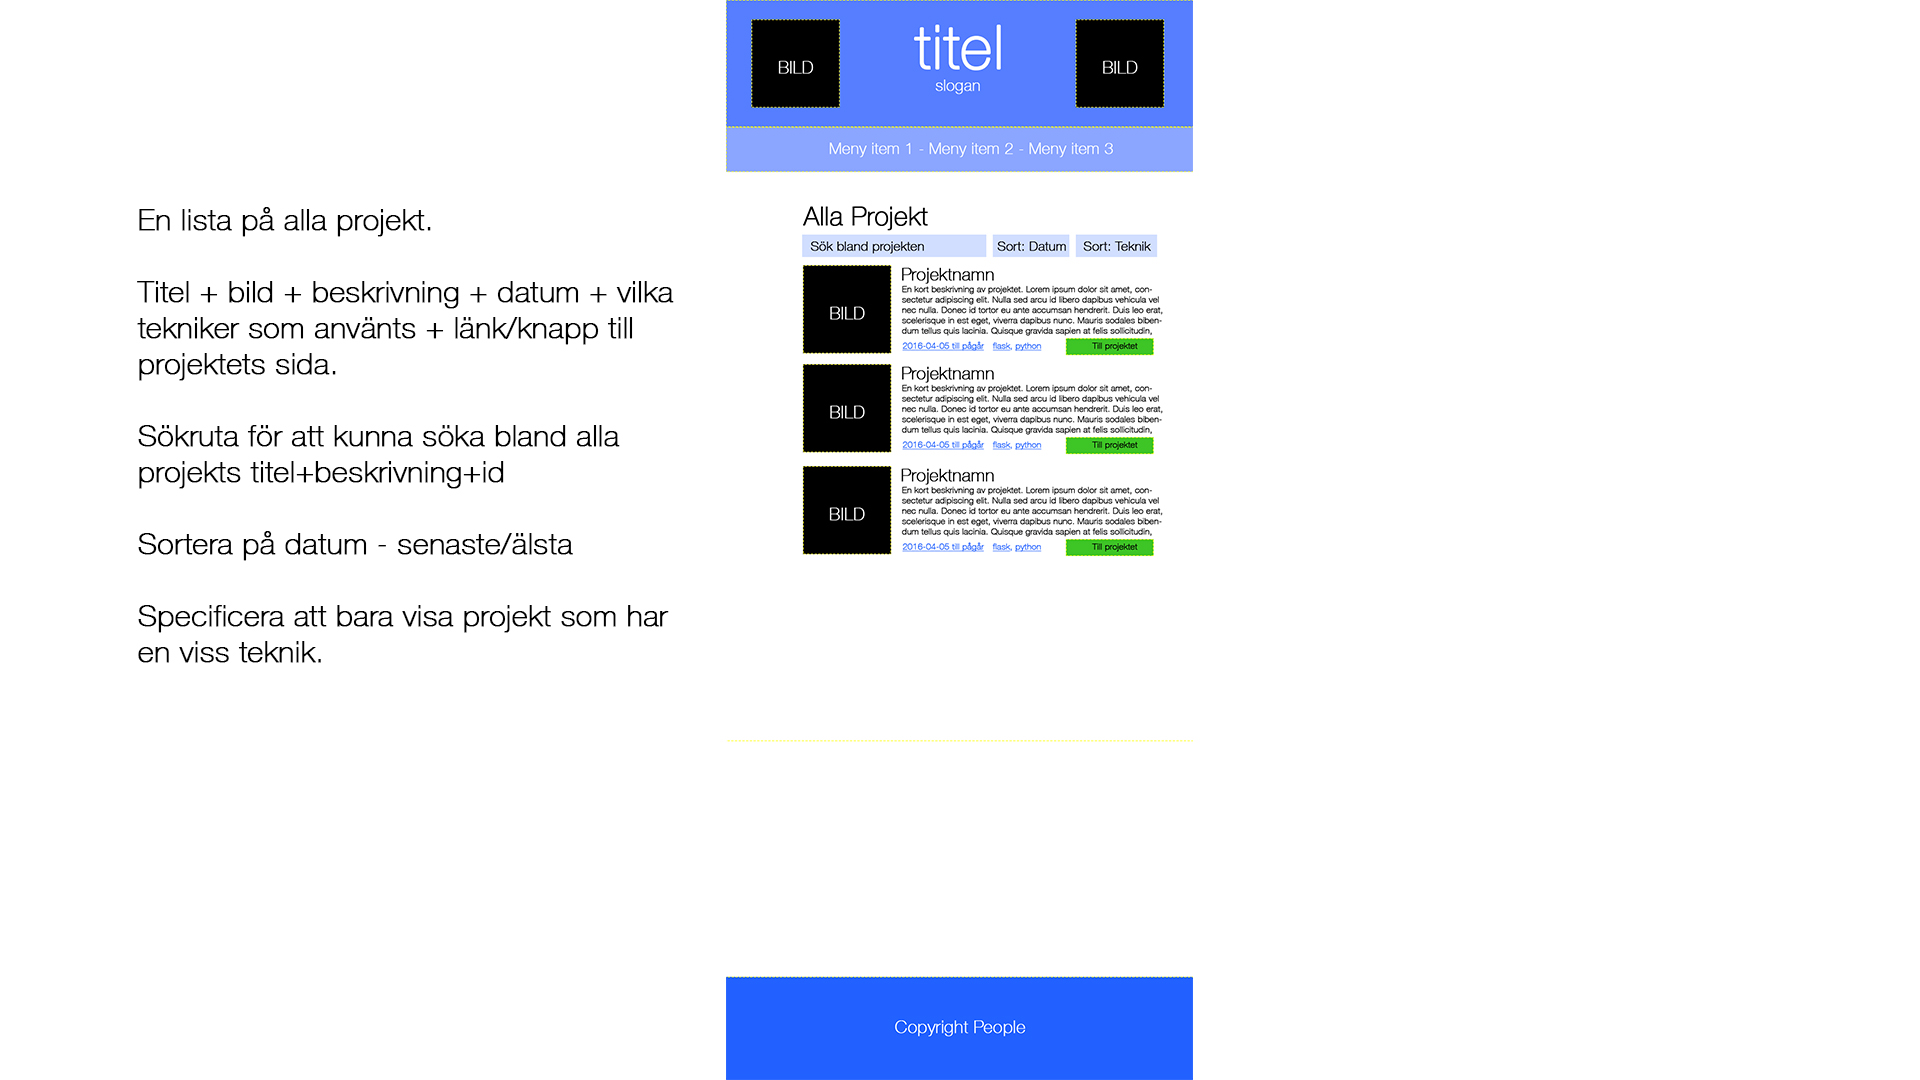 BILD
titel
slogan
BILD
Meny item 1 - Meny item 2 - Meny item 3
En lista på alla projekt.
Titel + bild + beskrivning + datum + vilka
tekniker som använts + länk/knapp till
projektets sida.
Sökruta för att kunna söka bland alla
projekts titel+beskrivning+id
Sortera på datum - senaste/älsta
Specificera att bara visa projekt som har
en viss teknik.
Alla Projekt
Sök bland projekten
Sort: Datum
Sort: Teknik
BILD
Projektnamn
En kort beskrivning av projektet. Lorem ipsum dolor sit amet, con-
sectetur adipiscing elit. Nulla sed arcu id libero dapibus vehicula vel
nec nulla. Donec id tortor eu ante accumsan hendrerit. Duis leo erat,
scelerisque in est eget, viverra dapibus nunc. Mauris sodales biben-
dum tellus quis lacinia. Quisque gravida sapien at felis sollicitudin,
2016-04-05 till pågår flask, python
Till projektet
BILD
Projektnamn
En kort beskrivning av projektet. Lorem ipsum dolor sit amet, con-
sectetur adipiscing elit. Nulla sed arcu id libero dapibus vehicula vel
nec nulla. Donec id tortor eu ante accumsan hendrerit. Duis leo erat,
scelerisque in est eget, viverra dapibus nunc. Mauris sodales biben-
dum tellus quis lacinia. Quisque gravida sapien at felis sollicitudin,
2016-04-05 till pågår flask, python
Till projektet
BILD
Projektnamn
En kort beskrivning av projektet. Lorem ipsum dolor sit amet, con-
sectetur adipiscing elit. Nulla sed arcu id libero dapibus vehicula vel
nec nulla. Donec id tortor eu ante accumsan hendrerit. Duis leo erat,
scelerisque in est eget, viverra dapibus nunc. Mauris sodales biben-
dum tellus quis lacinia. Quisque gravida sapien at felis sollicitudin,
2016-04-05 till pågår flask, python
Till projektet
Copyright People